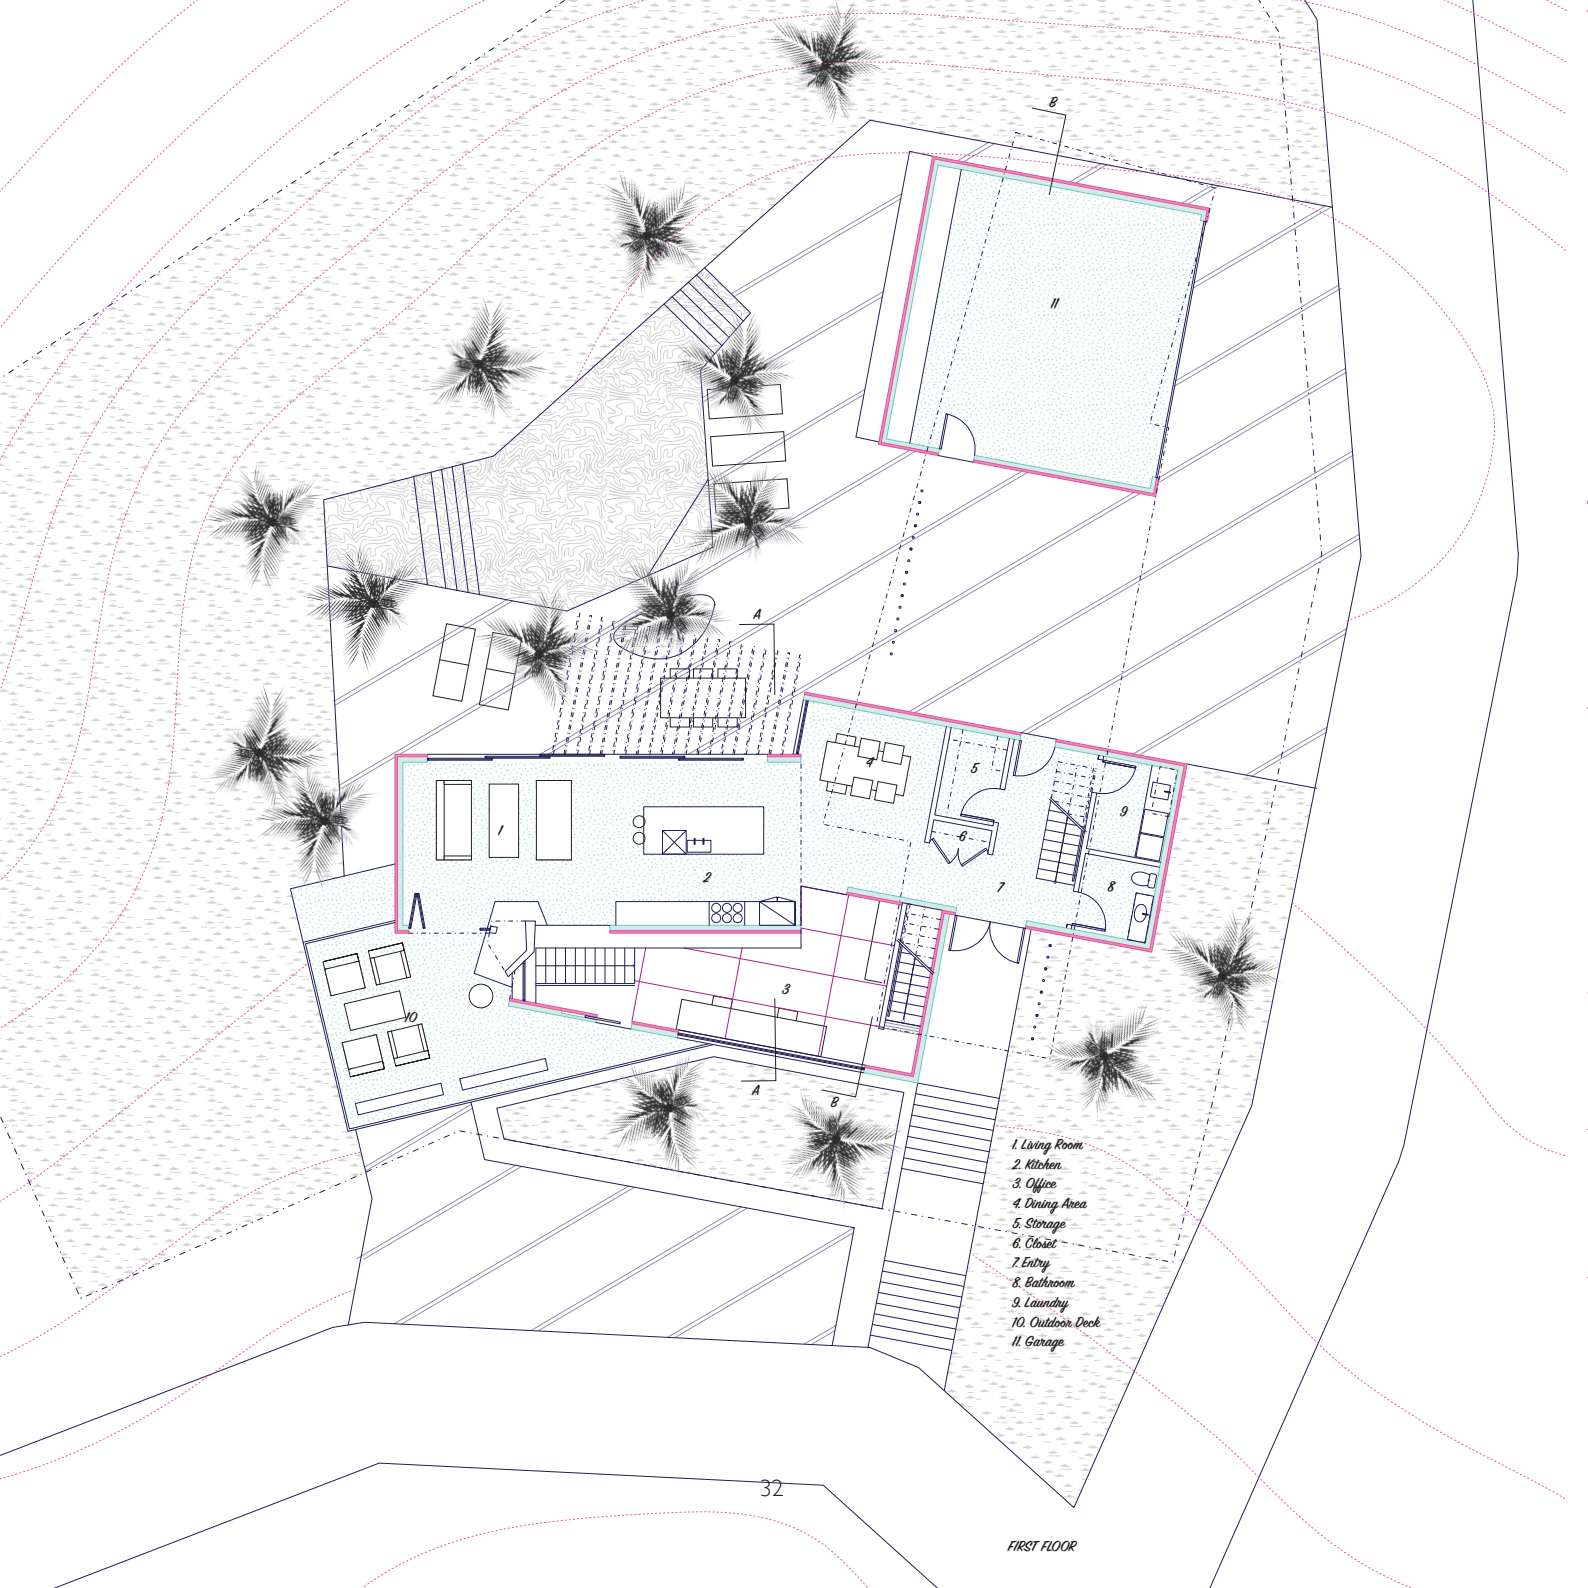 B
11
A
4
5
9
1
6
2
7
8
3
10
A
B
1. Living Room
2. Kitchen
3. Office
4. Dining Area
5. Storage
6. Closet
7. Entry
8. Bathroom
9. Laundry
10. Outdoor Deck
11. Garage
32
FIRST FLOOR